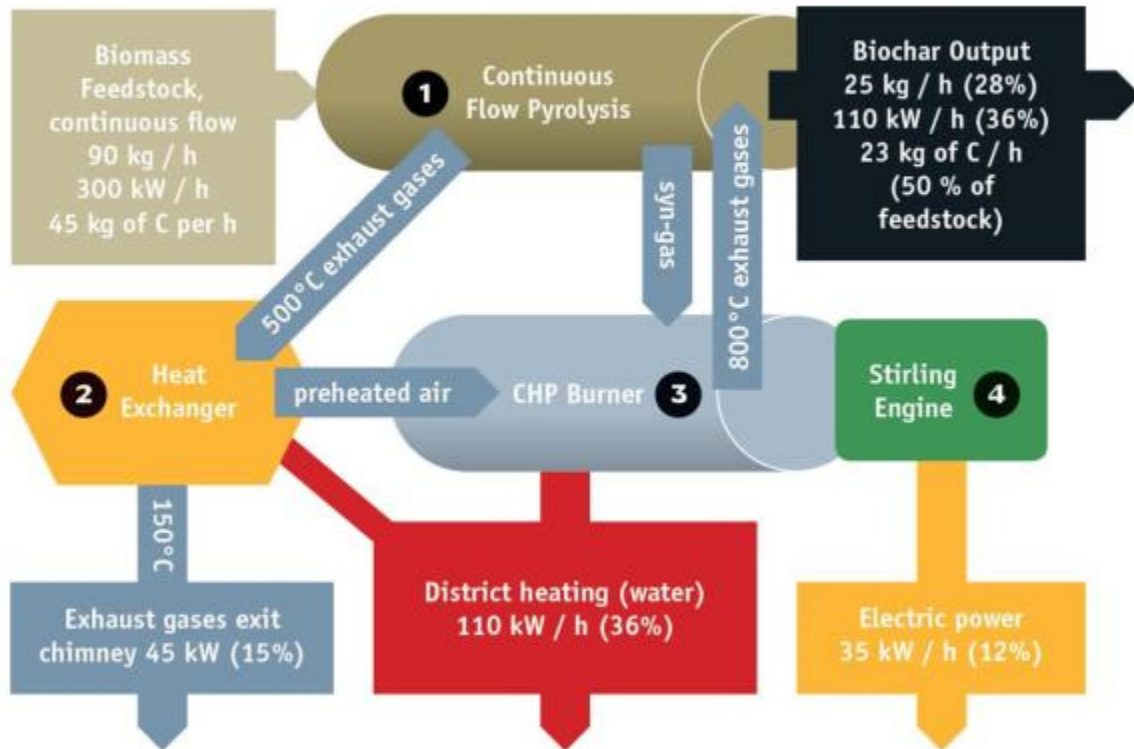 Biomass
Feedstock,
continuous flow
90 kg / h
300 kW / h
45 kg of C per h
1
Continuous
Flow Pyrolysis
Biochar Output
25 kg / h (28%)
110 kW / h (36%)
23 kg of C / h
(50 % of
feedstock)
500°C exhaust gases
syn-gas
800°C exhaust gases
2
Heat
Exchanger
preheated air
CHP Burner
3
Stirling
Engine
4
150°C
Exhaust gases exit
chimney 45 kW (15%)
District heating (water)
110 kW / h (36%)
Electric power
35 kW / h (12%)